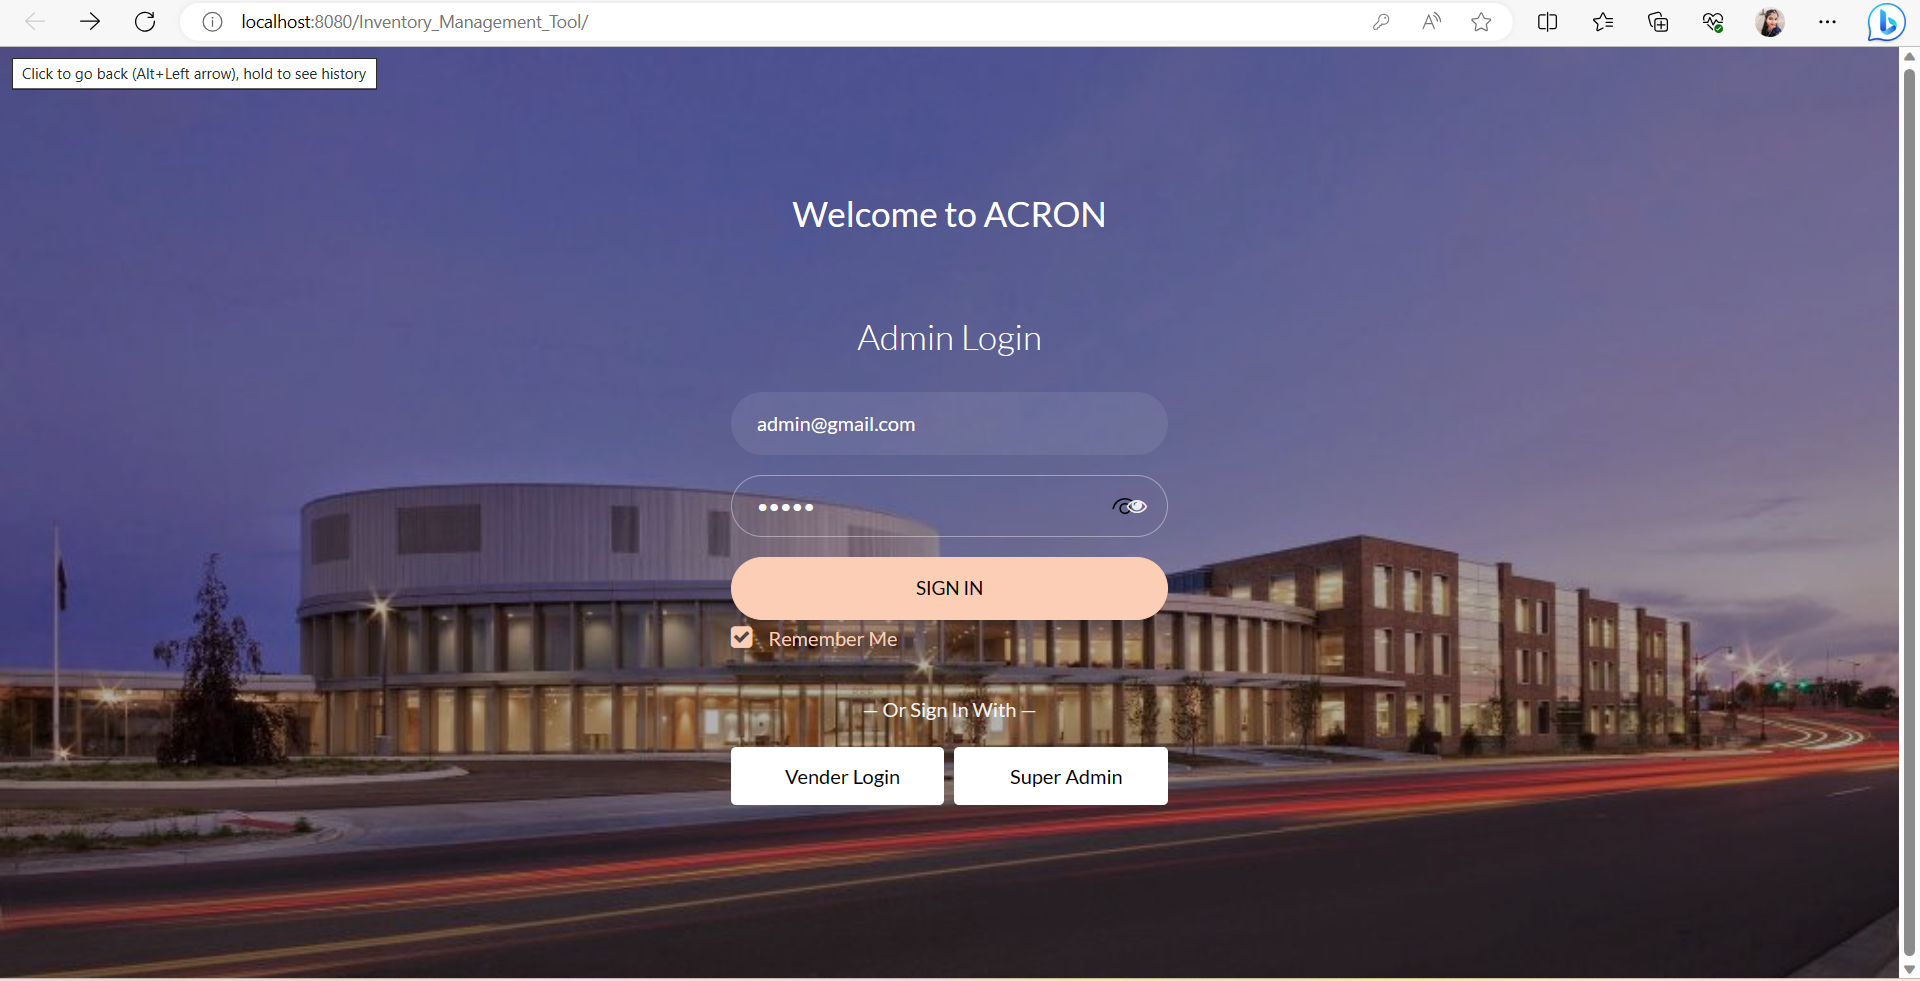 localhost:8080/Inventory_Management_Tool/
Click to go back (Alt+Left arrow), hold to see history
Welcome to ACRON
Admin Login
admin@gmail.com
SIGN IN
Remember Me
— Or Sign In With —
Vender Login
Super Admin